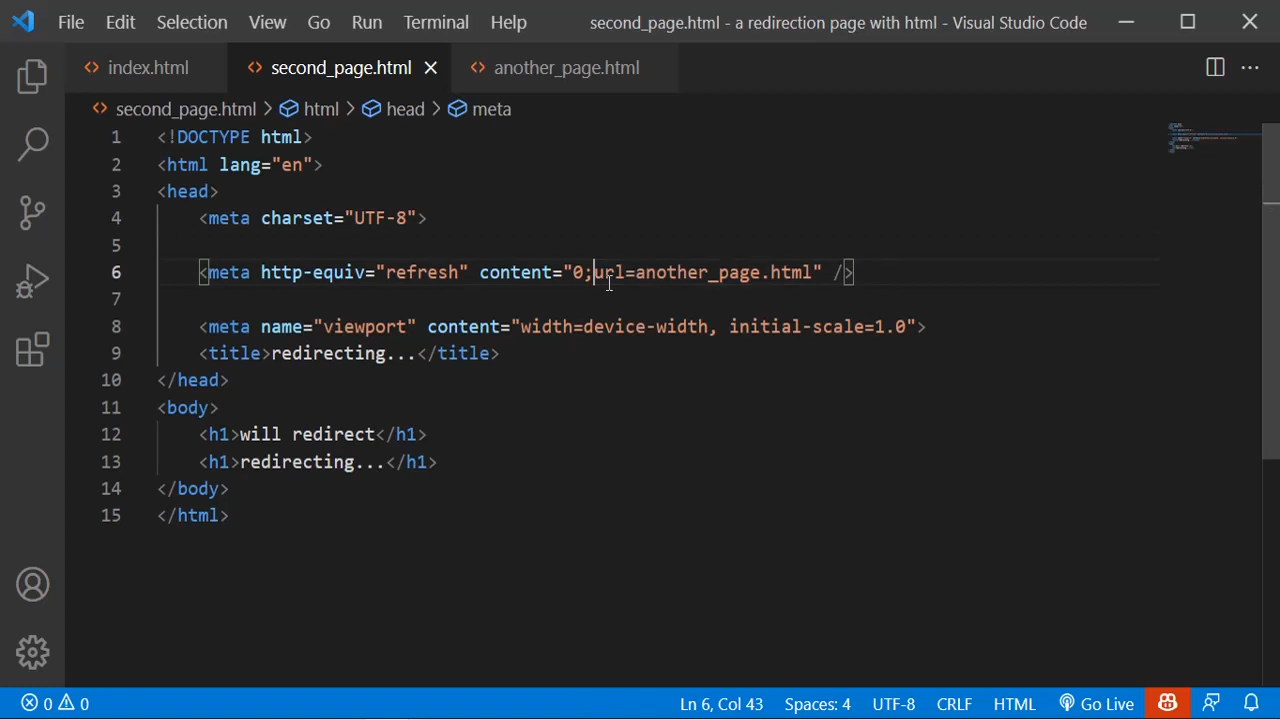 File Edit Selection View Go Run Terminal Help second_page.html - a redirection page with html - Visual Studio Code
index.html second_page.html another_page.html
second_page.html > html > head > meta
1 <!DOCTYPE html>
2 <html lang="en">
3 <head>
4 <meta charset="UTF-8">
5
6 <meta http-equiv="refresh" content="0;url=another_page.html" />
7
8 <meta name="viewport" content="width=device-width, initial-scale=1.0">
9 <title>redirecting...</title>
10 </head>
11 <body>
12 <h1>will redirect</h1>
13 <h1>redirecting...</h1>
14 </body>
15 </html>
0 0 Ln 6, Col 43 Spaces: 4 UTF-8 CRLF HTML Go Live